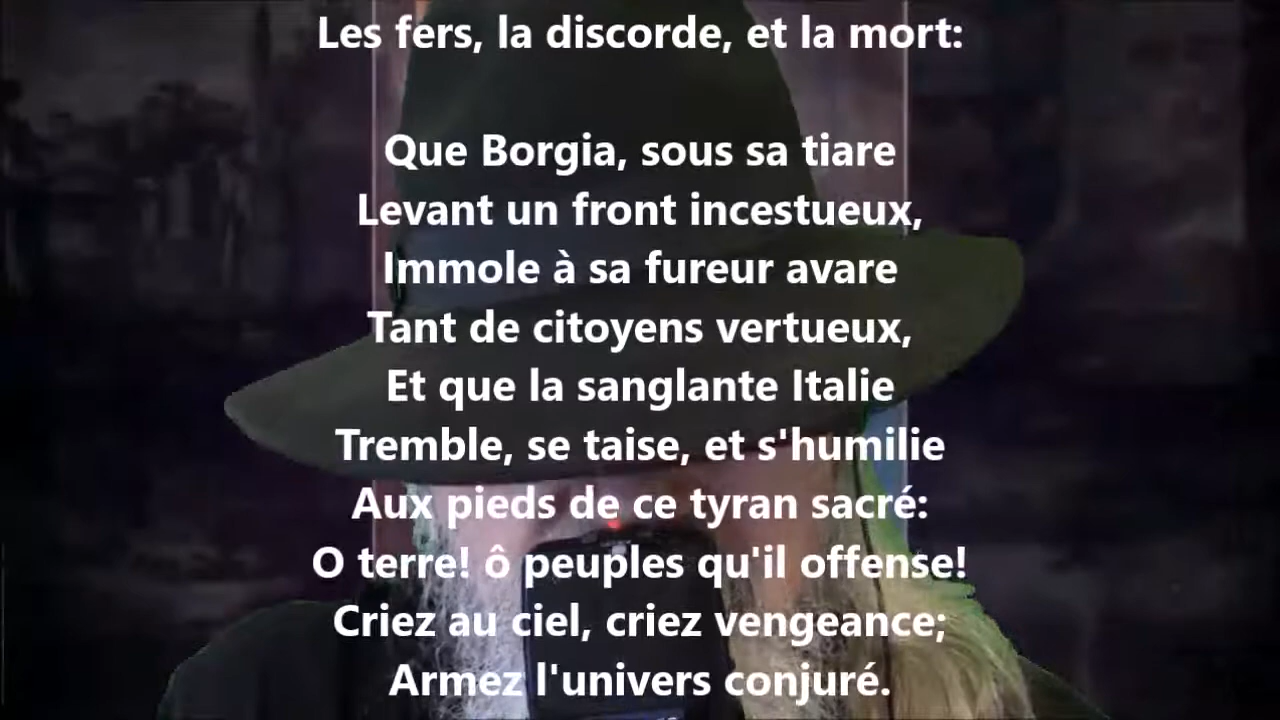 Les fers, la discorde, et la mort:
Que Borgia, sous sa tiare
Levant un front incestueux,
Immole à sa fureur avare
Tant de citoyens vertueux,
Et que la sanglante Italie
Tremble, se taise, et s'humilie
Aux pieds de ce tyran sacré:
O terre! ô peuples qu'il offense!
Criez au ciel, criez vengeance;
Armez l'univers conjuré.